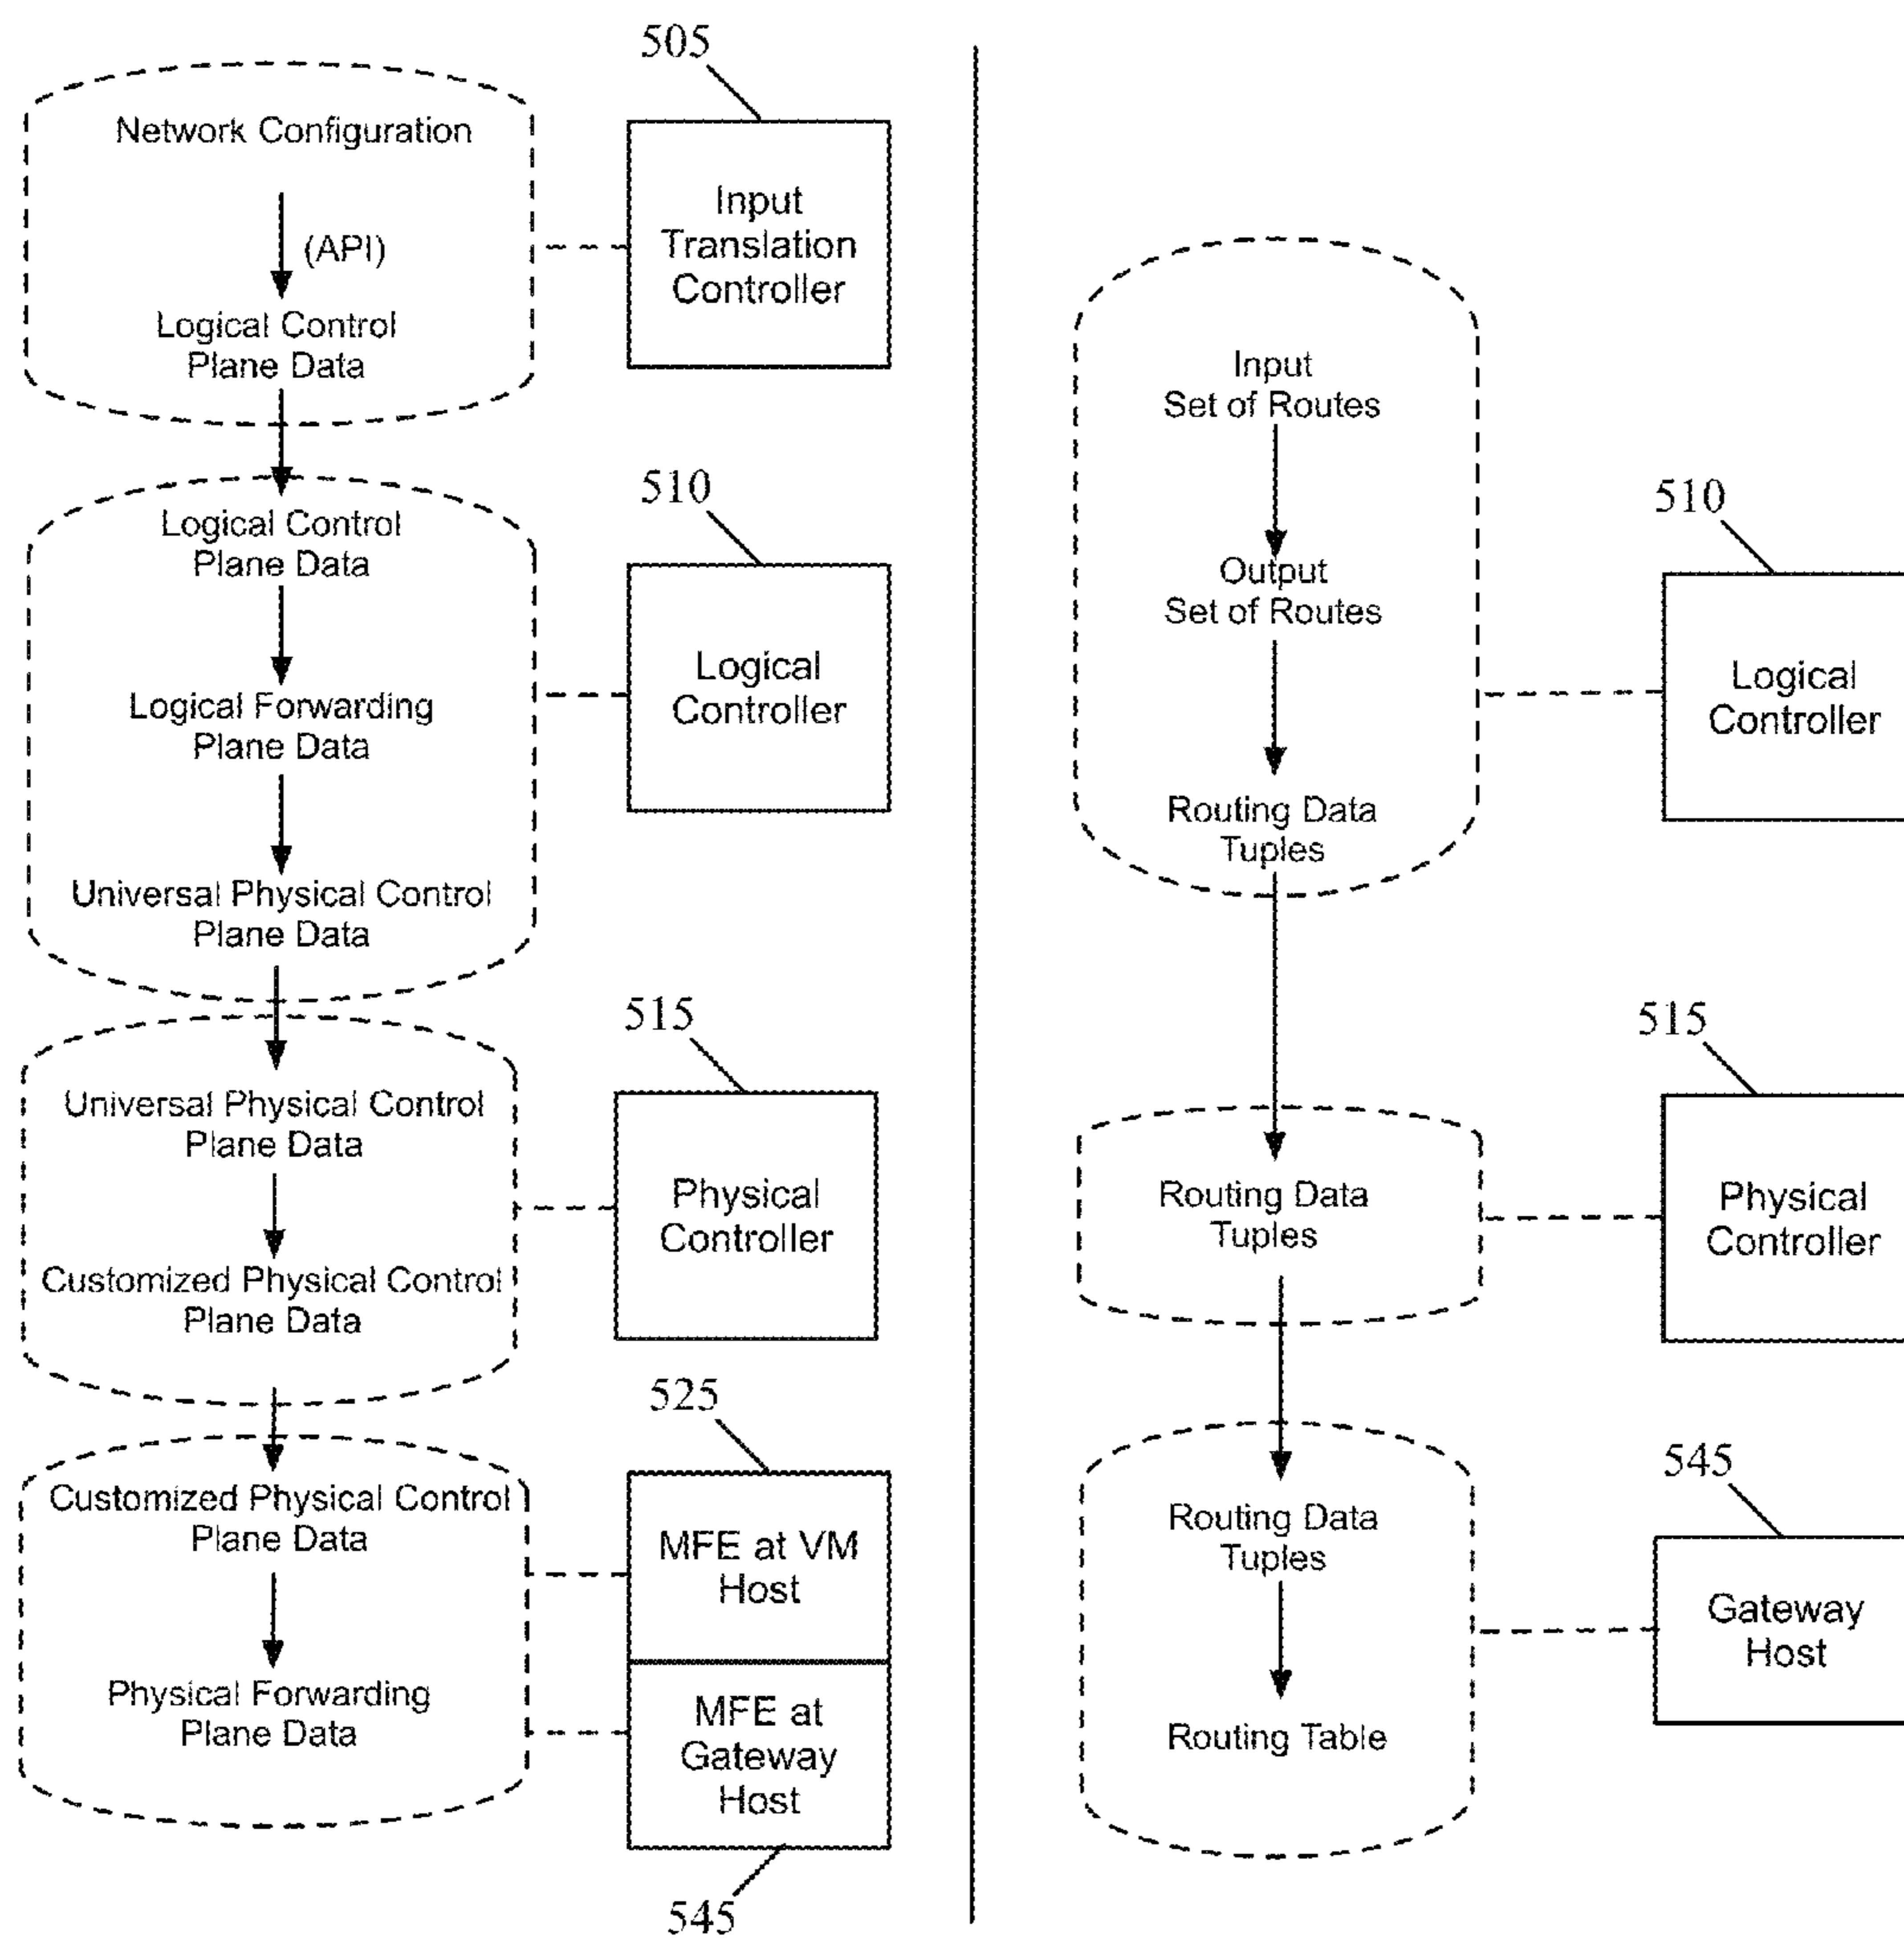 505
Network Configuration
(API)
Logical Control
Plane Data
Input
Translation
Controller
510
Logical Control
Plane Data
Logical Forwarding
Plane Data
Universal Physical Control
Plane Data
Logical
Controller
515
Universal Physical Control
Plane Data
Customized Physical Control
Plane Data
Physical
Controller
525
Customized Physical Control
Plane Data
Physical Forwarding
Plane Data
MFE at VM
Host
MFE at
Gateway
Host
545
Input
Set of Routes
Output
Set of Routes
Routing Data
Tuples
510
Logical
Controller
515
Routing Data
Tuples
Physical
Controller
545
Routing Data
Tuples
Routing Table
Gateway
Host